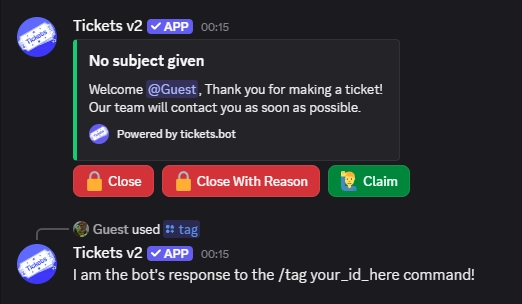 Tickets v2 ✓ APP 00:15
No subject given
Welcome @Guest, Thank you for making a ticket!
Our team will contact you as soon as possible.
Powered by tickets.bot
Close Close With Reason Claim
Guest used tag
Tickets v2 ✓ APP 00:15
I am the bot's response to the /tag your_id_here command!